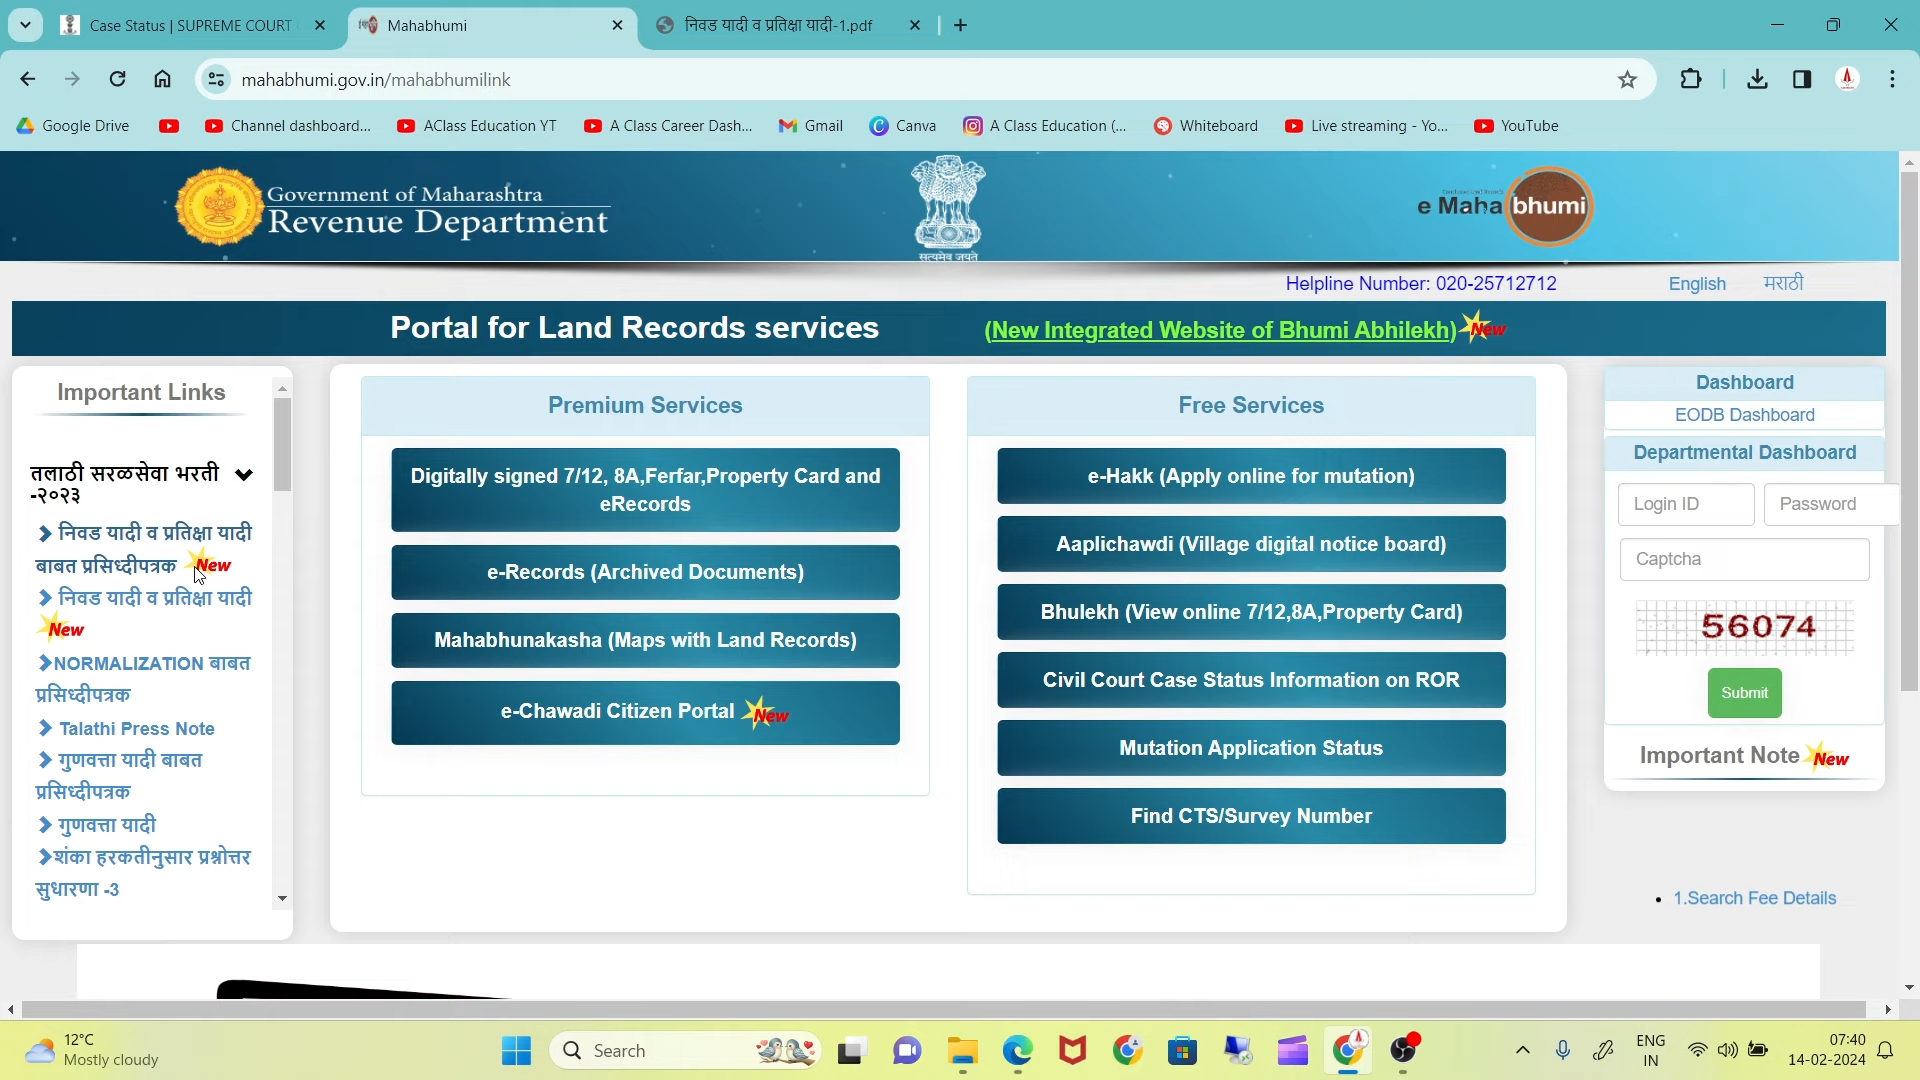 Case Status | SUPREME COURT
Mahabhumi
निवड यादी व प्रतिक्षा यादी-1.pdf
mahabhumi.gov.in/mahabhumilink
Google Drive
Channel dashboard...
AClass Education YT
A Class Career Dash...
Gmail
Canva
A Class Education (...
Whiteboard
Live streaming - Yo...
YouTube
Government of Maharashtra
Revenue Department
सत्यमेव जयते
e Mahabhumi
Helpline Number: 020-25712712
English
मराठी
Portal for Land Records services
(New Integrated Website of Bhumi Abhilekh) New
Important Links
तलाठी सरळसेवा भरती
-२०२३
निवड यादी व प्रतिक्षा यादी
बाबत प्रसिध्दीपत्रक New
निवड यादी व प्रतिक्षा यादी
New
NORMALIZATION बाबत
प्रसिध्दीपत्रक
Talathi Press Note
गुणवत्ता यादी बाबत
प्रसिध्दीपत्रक
गुणवत्ता यादी
शंका हरकतीनुसार प्रश्नोत्तर
सुधारणा -3
Premium Services
Digitally signed 7/12, 8A,Ferfar,Property Card and
eRecords
e-Records (Archived Documents)
Mahabhunakasha (Maps with Land Records)
e-Chawadi Citizen Portal New
Free Services
e-Hakk (Apply online for mutation)
Aaplichawdi (Village digital notice board)
Bhulekh (View online 7/12,8A,Property Card)
Civil Court Case Status Information on ROR
Mutation Application Status
Find CTS/Survey Number
Dashboard
EODB Dashboard
Departmental Dashboard
Login ID
Password
Captcha
56074
Submit
Important Note New
1.Search Fee Details
12°C
Mostly cloudy
Search
ENG
IN
07:40
14-02-2024